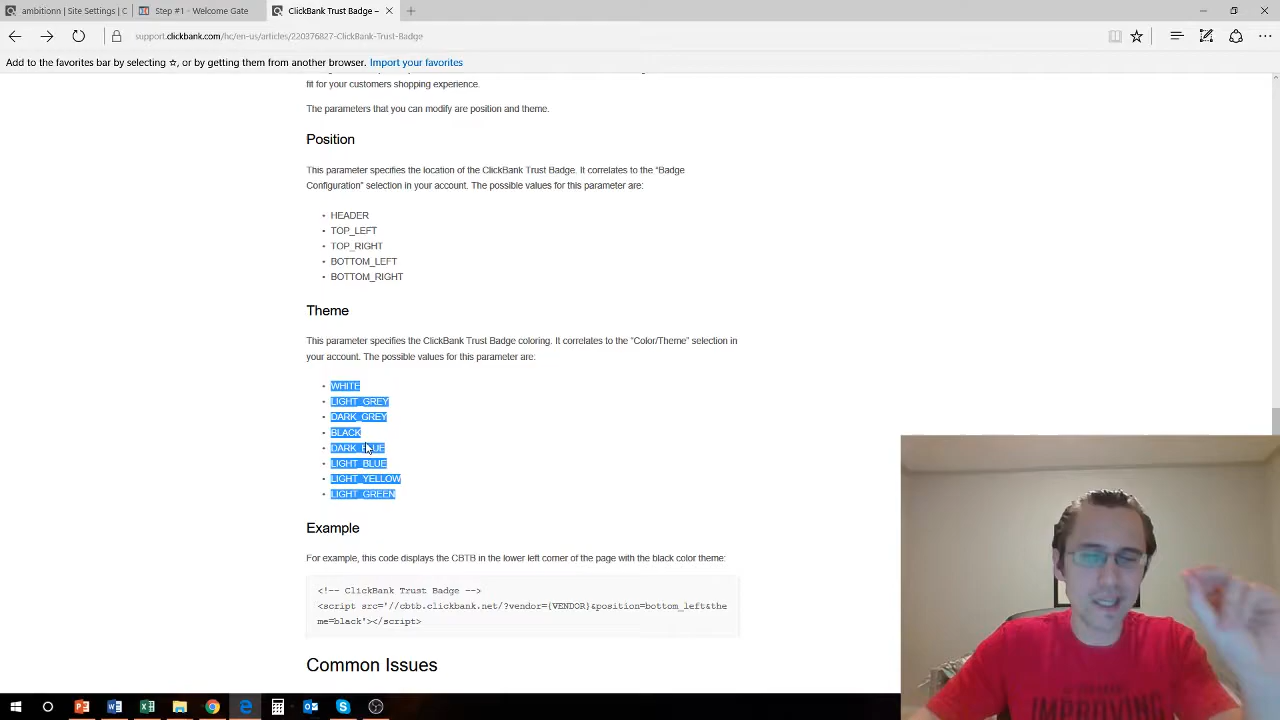 ambitionn | Site Settings | C
Step #1 - Welcome Gate
ClickBank Trust Badge –
support.clickbank.com/hc/en-us/articles/220376827-ClickBank-Trust-Badge
Add to the favorites bar by selecting ☆, or by getting them from another browser. Import your favorites
fit for your customers shopping experience.
The parameters that you can modify are position and theme.
Position
This parameter specifies the location of the ClickBank Trust Badge. It correlates to the “Badge
Configuration” selection in your account. The possible values for this parameter are:
• HEADER
• TOP_LEFT
• TOP_RIGHT
• BOTTOM_LEFT
• BOTTOM_RIGHT
Theme
This parameter specifies the ClickBank Trust Badge coloring. It correlates to the “Color/Theme” selection in
your account. The possible values for this parameter are:
• WHITE
• LIGHT_GREY
• DARK_GREY
• BLACK
• DARK_BLUE
• LIGHT_BLUE
• LIGHT_YELLOW
• LIGHT_GREEN
Example
For example, this code displays the CBTB in the lower left corner of the page with the black color theme:
<!-- ClickBank Trust Badge -->
<script src='//cbtb.clickbank.net/?vendor={VENDOR}&position=bottom_left&the
me=black'></script>
Common Issues
IMPROVING